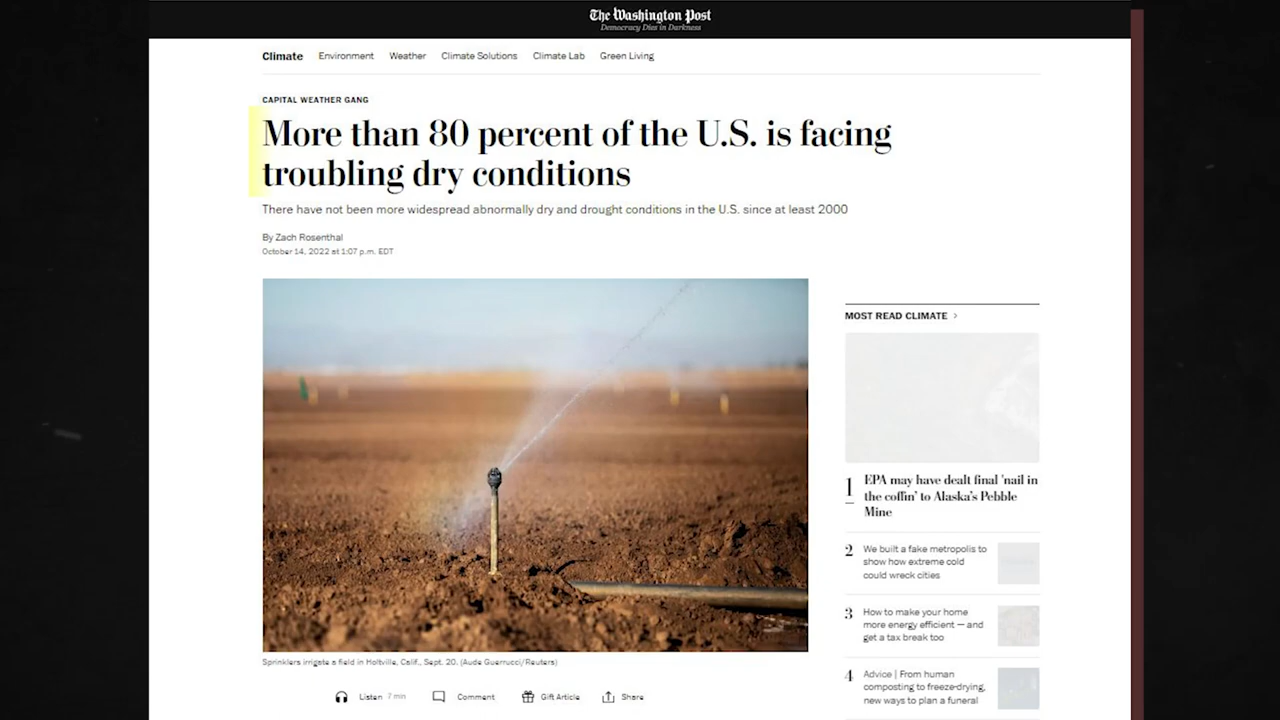 The Washington Post
Democracy Dies in Darkness
Climate Environment Weather Climate Solutions Climate Lab Green Living
CAPITAL WEATHER GANG
More than 80 percent of the U.S. is facing
troubling dry conditions
There have not been more widespread abnormally dry and drought conditions in the U.S. since at least 2000
By Zach Rosenthal
October 14, 2022 at 1:07 p.m. EDT
Sprinklers irrigate a field in Holtville, Calif., Sept. 20. (Aude Guerrucci/Reuters)
Listen 7 min Comment Gift Article Share
MOST READ CLIMATE >
1
EPA may have dealt final 'nail in
the coffin' to Alaska's Pebble
Mine
2
We built a fake metropolis to
show how extreme cold
could wreck cities
3
How to make your home
more energy efficient — and
get a tax break too
4
Advice | From human
composting to freeze-drying,
new ways to plan a funeral